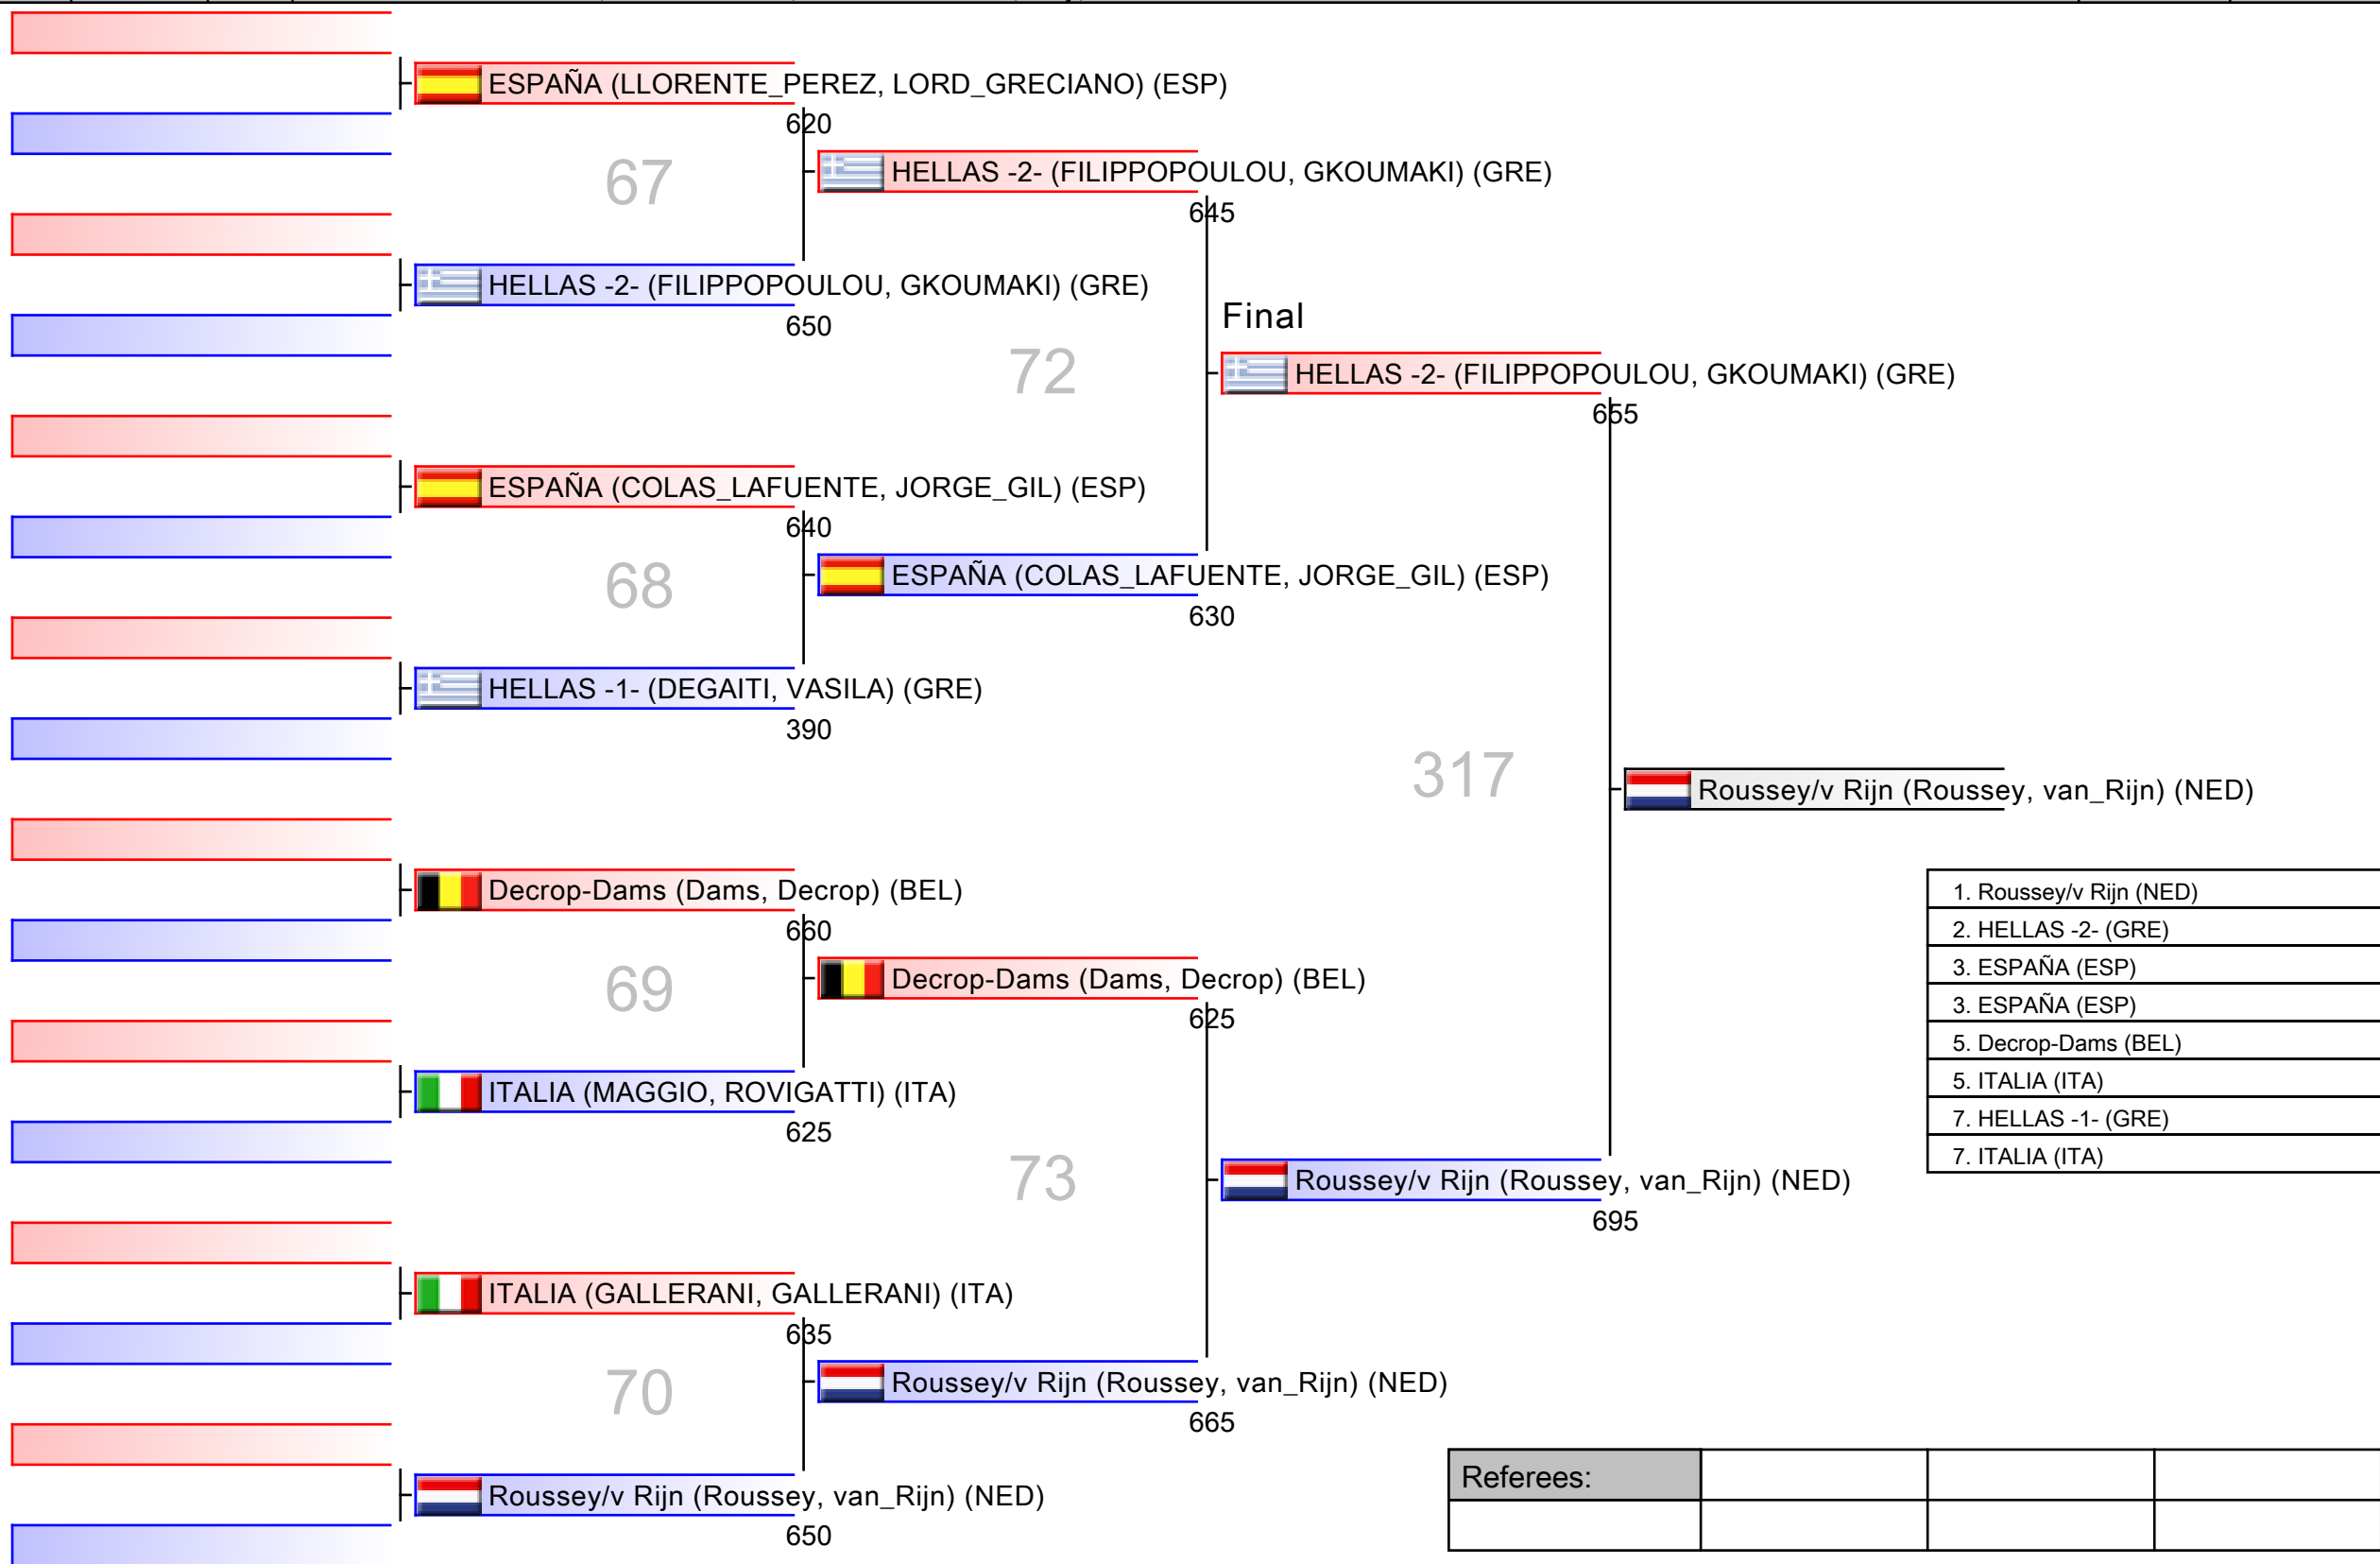 ESPAÑA (LLORENTE_PEREZ, LORD_GRECIANO) (ESP)
620
67
HELLAS -2- (FILIPPOPOULOU, GKOUMAKI) (GRE)
645
HELLAS -2- (FILIPPOPOULOU, GKOUMAKI) (GRE)
650
Final
72
HELLAS -2- (FILIPPOPOULOU, GKOUMAKI) (GRE)
655
ESPAÑA (COLAS_LAFUENTE, JORGE_GIL) (ESP)
640
68
ESPAÑA (COLAS_LAFUENTE, JORGE_GIL) (ESP)
630
HELLAS -1- (DEGAITI, VASILA) (GRE)
390
317
Roussey/v Rijn (Roussey, van_Rijn) (NED)
Decrop-Dams (Dams, Decrop) (BEL)
660
69
Decrop-Dams (Dams, Decrop) (BEL)
625
ITALIA (MAGGIO, ROVIGATTI) (ITA)
625
73
Roussey/v Rijn (Roussey, van_Rijn) (NED)
695
ITALIA (GALLERANI, GALLERANI) (ITA)
635
70
Roussey/v Rijn (Roussey, van_Rijn) (NED)
665
Roussey/v Rijn (Roussey, van_Rijn) (NED)
650
1. Roussey/v Rijn (NED)
2. HELLAS -2- (GRE)
3. ESPAÑA (ESP)
3. ESPAÑA (ESP)
5. Decrop-Dams (BEL)
5. ITALIA (ITA)
7. HELLAS -1- (GRE)
7. ITALIA (ITA)
Referees: